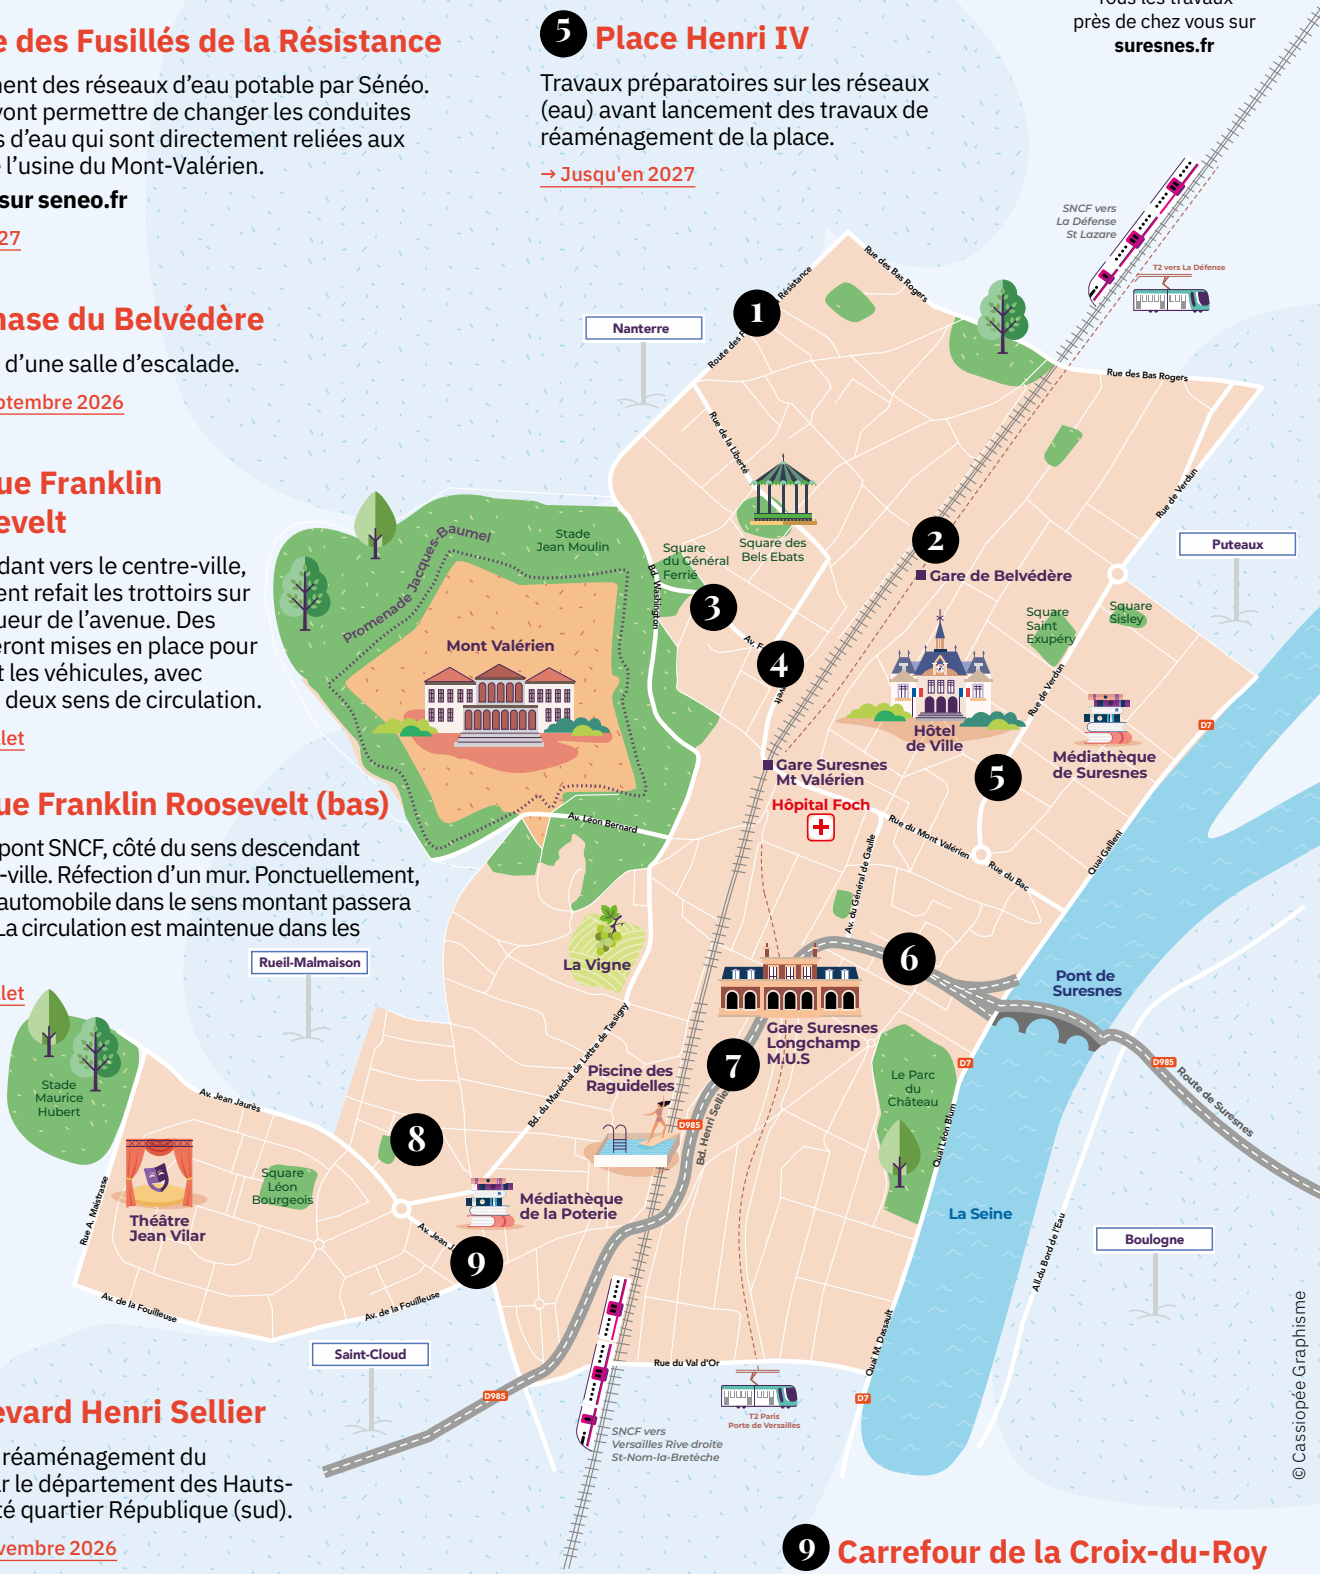 e des Fusillés de la Résistance
ent des réseaux d'eau potable par Sénéo.
vont permettre de changer les conduites
s d'eau qui sont directement reliées aux
l'usine du Mont-Valérien.
sur seneo.fr
27
nase du Belvédère
d'une salle d'escalade.
ptembre 2026
ue Franklin
evelt
dant vers le centre-ville,
ent refait les trottoirs sur
ueur de l'avenue. Des
eront mises en place pour
t les véhicules, avec
deux sens de circulation.
let
ue Franklin Roosevelt (bas)
pont SNCF, côté du sens descendant
-ville. Réfection d'un mur. Ponctuellement,
automobile dans le sens montant passera
La circulation est maintenue dans les
let
evard Henri Sellier
réaménagement du
ar le département des Hauts-
té quartier République (sud).
vembre 2026
5 Place Henri IV
Travaux préparatoires sur les réseaux
(eau) avant lancement des travaux de
réaménagement de la place.
→ Jusqu'en 2027
Tous les travaux
près de chez vous sur
suresnes.fr
SNCF vers
La Défense
St Lazare
T2 vers La Défense
Rue des Bas Rogers
Résistance
1
Route des F
Nanterre
Rue des Bas Rogers
Rue de la Liberté
Rue de Verdun
Puteaux
Promenade Jacques-Baumel
Stade
Jean Moulin
Square
du Général
Ferrié
Square des
Bels Ebats
2
Gare de Belvédère
Bd. Washington
3
Av. F
4
velt
Square
Saint
Exupéry
Square
Sisley
Mont Valérien
Rue de Verdun
Hôtel
de Ville
D7
Médiathèque
de Suresnes
5
Gare Suresnes
Mt Valérien
Hôpital Foch
Av. Léon Bernard
Rue du Mont Valérien
Rue du Bac
Quai Gallieni
Av. du Général de Gaulle
La Vigne
6
Rueil-Malmaison
Pont de
Suresnes
Gare Suresnes
Longchamp
M.U.S
7
D7
D985
Route de Suresnes
Bd. du Maréchal de Lattre de Tassigny
Piscine des
Raguidelles
D985
Bd. Henri Sellie
Le Parc
du
Château
Quai Léon Blum
Stade
Maurice
Hubert
Av. Jean Jaurès
8
Square
Léon
Bourgeois
Théâtre
Jean Vilar
Rue A. Maistrasse
Médiathèque
de la Poterie
Av. Jean J
9
La Seine
All.du Bord de l'Eau
Boulogne
Av. de la Fouilleuse
Av. de la Fouilleuse
Saint-Cloud
D985
Rue du Val d'Or
T2 Paris
Porte de Versailles
Quai M. Dassault
D7
SNCF vers
Versailles Rive droite
St-Nom-la-Bretèche
© Cassiopée Graphisme
9 Carrefour de la Croix-du-Roy